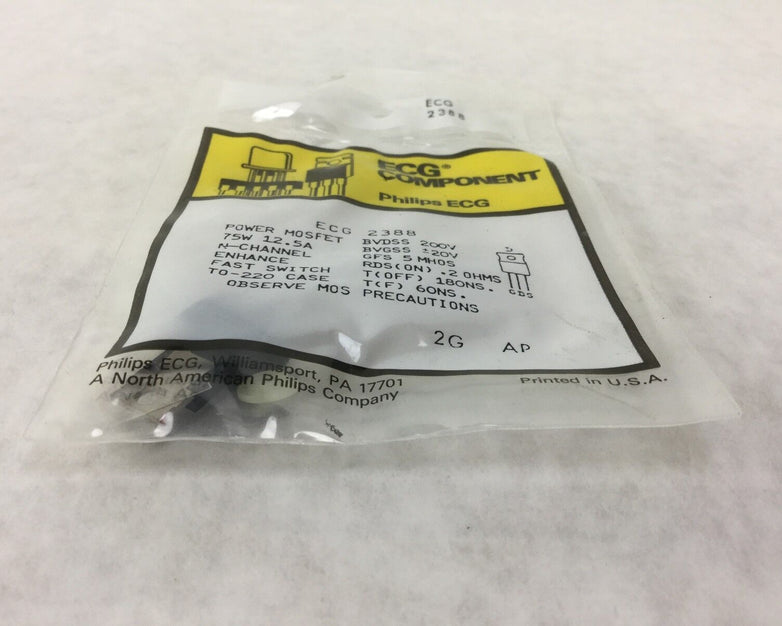 ECG
2388
ECG®
COMPONENT
Philips ECG
ECG 2388
POWER MOSFET
75W 12.5A
N-CHANNEL
ENHANCE
FAST SWITCH
TO-220 CASE
BVDSS 200V
BVGSS ±20V
GFS 5 MHOS
RDS(ON) .2 OHMS
T(OFF) 180NS.
T(F) 60NS.
OBSERVE MOS PRECAUTIONS
D
GDS
2G AP
Philips ECG, Williamsport, PA 17701
A North American Philips Company
Printed in U.S.A.